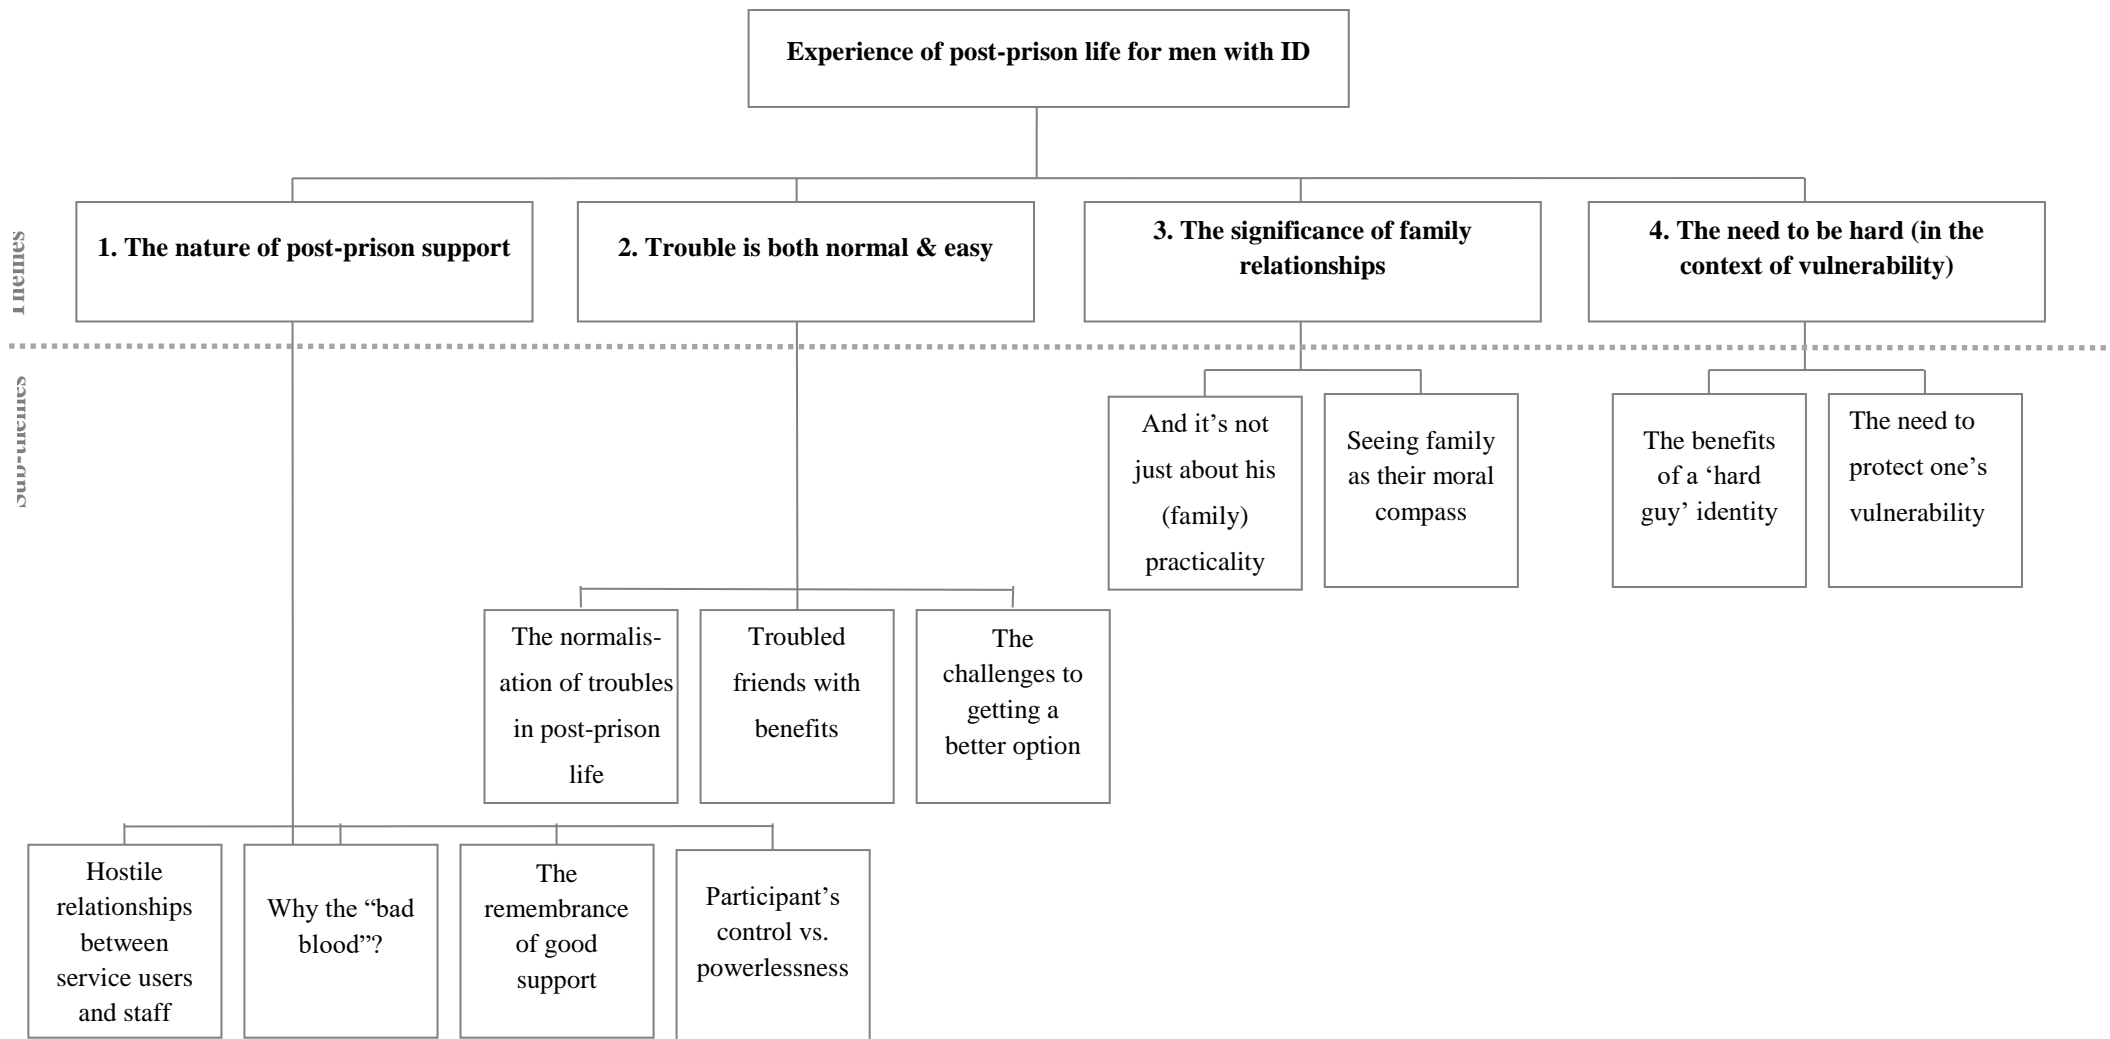 Experience of post-prison life for men with ID
Themes
1. The nature of post-prison support
2. Trouble is both normal & easy
3. The significance of family
relationships
4. The need to be hard (in the
context of vulnerability)
Sub-themes
And it’s not
just about his
(family)
practicality
Seeing family
as their moral
compass
The benefits
of a ‘hard
guy’ identity
The need to
protect one’s
vulnerability
The normalis-
ation of troubles
in post-prison
life
Troubled
friends with
benefits
The
challenges to
getting a
better option
Hostile
relationships
between
service users
and staff
Why the “bad
blood”?
The
remembrance
of good
support
Participant’s
control vs.
powerlessness